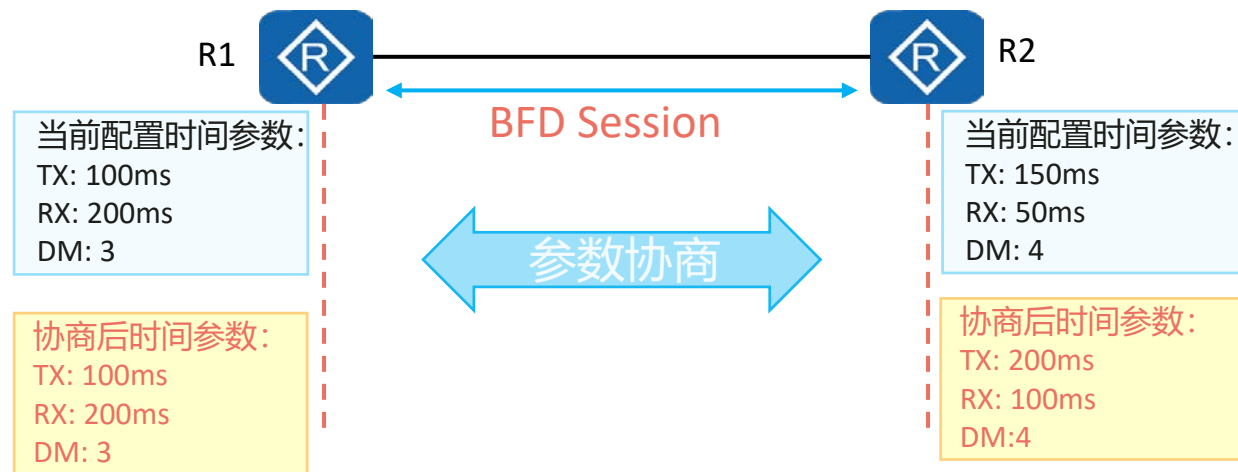 R1
R
R
R2
BFD Session
当前配置时间参数：
TX: 100ms
RX: 200ms
DM: 3
当前配置时间参数：
TX: 150ms
RX: 50ms
DM: 4
参数协商
协商后时间参数：
TX: 100ms
RX: 200ms
DM: 3
协商后时间参数：
TX: 200ms
RX: 100ms
DM:4